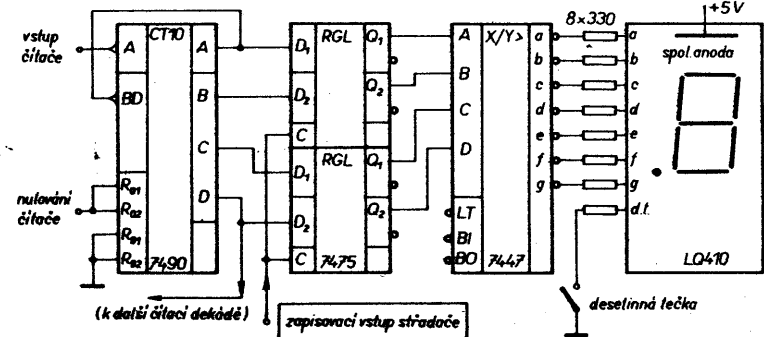 vstup
čítače
A
BD
R01
R02
R91
R92
CT10
A
B
C
D
7490
nulování
čítače
(k další čítací dekádě)
D1
D2
C
D1
D2
C
RGL
RGL
7475
Q1
Q2
Q1
Q2
zapisovací vstup střadače
A
B
C
D
LT
BI
BO
X/Y>
7447
a
b
c
d
e
f
g
8x330
+5V
a
b
c
d
e
f
g
d.t.
spol. anoda
LQ410
desetinná tečka